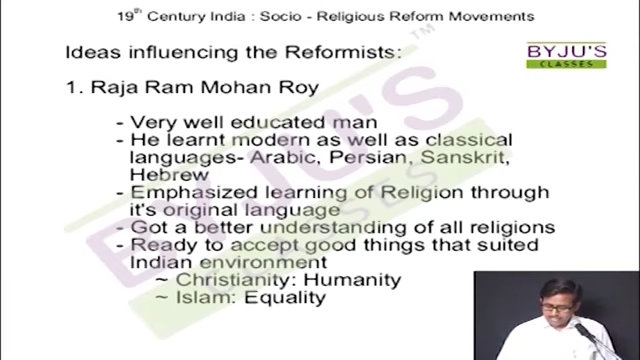 19th Century India : Socio - Religious Reform Movements
Ideas influencing the Reformists:
BYJU'S
CLASSES
1. Raja Ram Mohan Roy
- Very well educated man
- He learnt modern as well as classical
languages- Arabic, Persian, Sanskrit,
Hebrew
- Emphasized learning of Religion through
it's original language
- Got a better understanding of all religions
- Ready to accept good things that suited
Indian environment
~ Christianity: Humanity
~ Islam: Equality
BYJU'S
CLASSES
TM